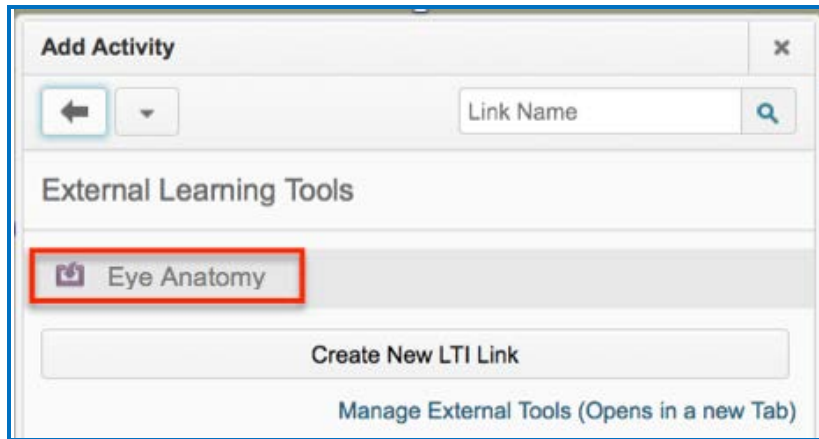 Add Activity
Link Name
External Learning Tools
Eye Anatomy
Create New LTI Link
Manage External Tools (Opens in a new Tab)